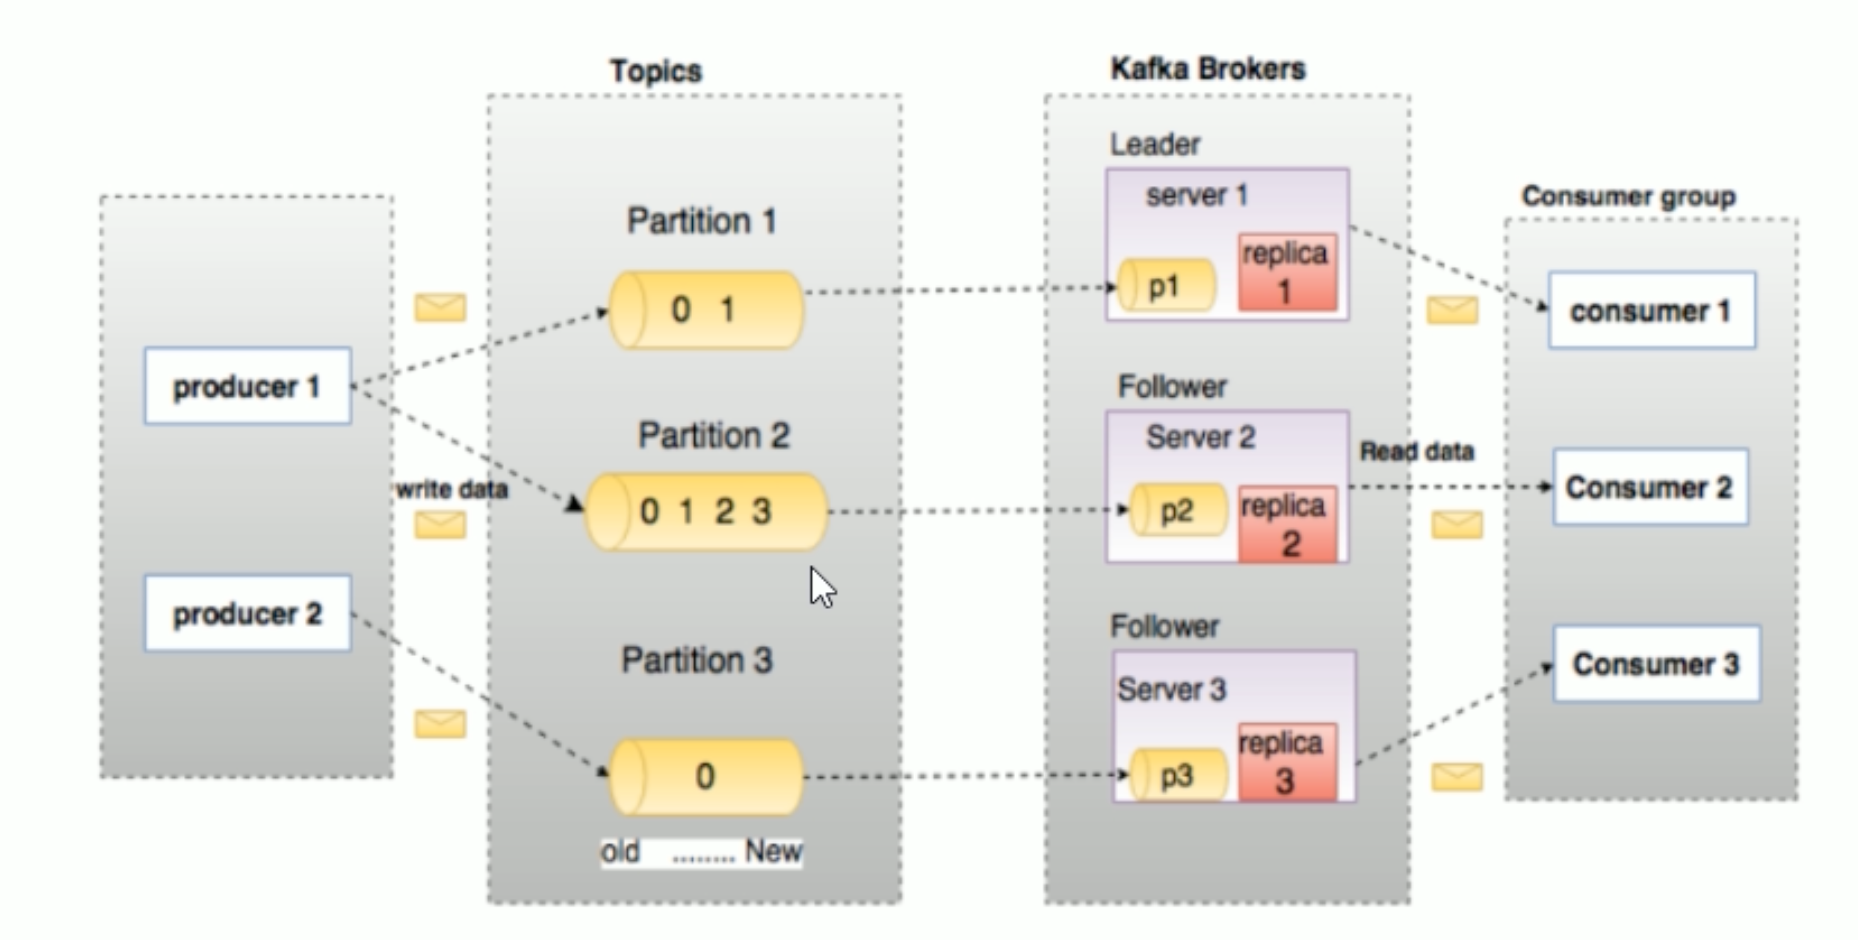 Topics
Kafka Brokers
Leader
server 1
Consumer group
Partition 1
replica
0 1
p1
1
consumer 1
producer 1
Follower
Partition 2
Server 2
Read data
write data
0 1 2 3
p2
replica
2
Consumer 2
producer 2
Follower
Partition 3
Server 3
Consumer 3
replica
0
p3
3
old ........ New